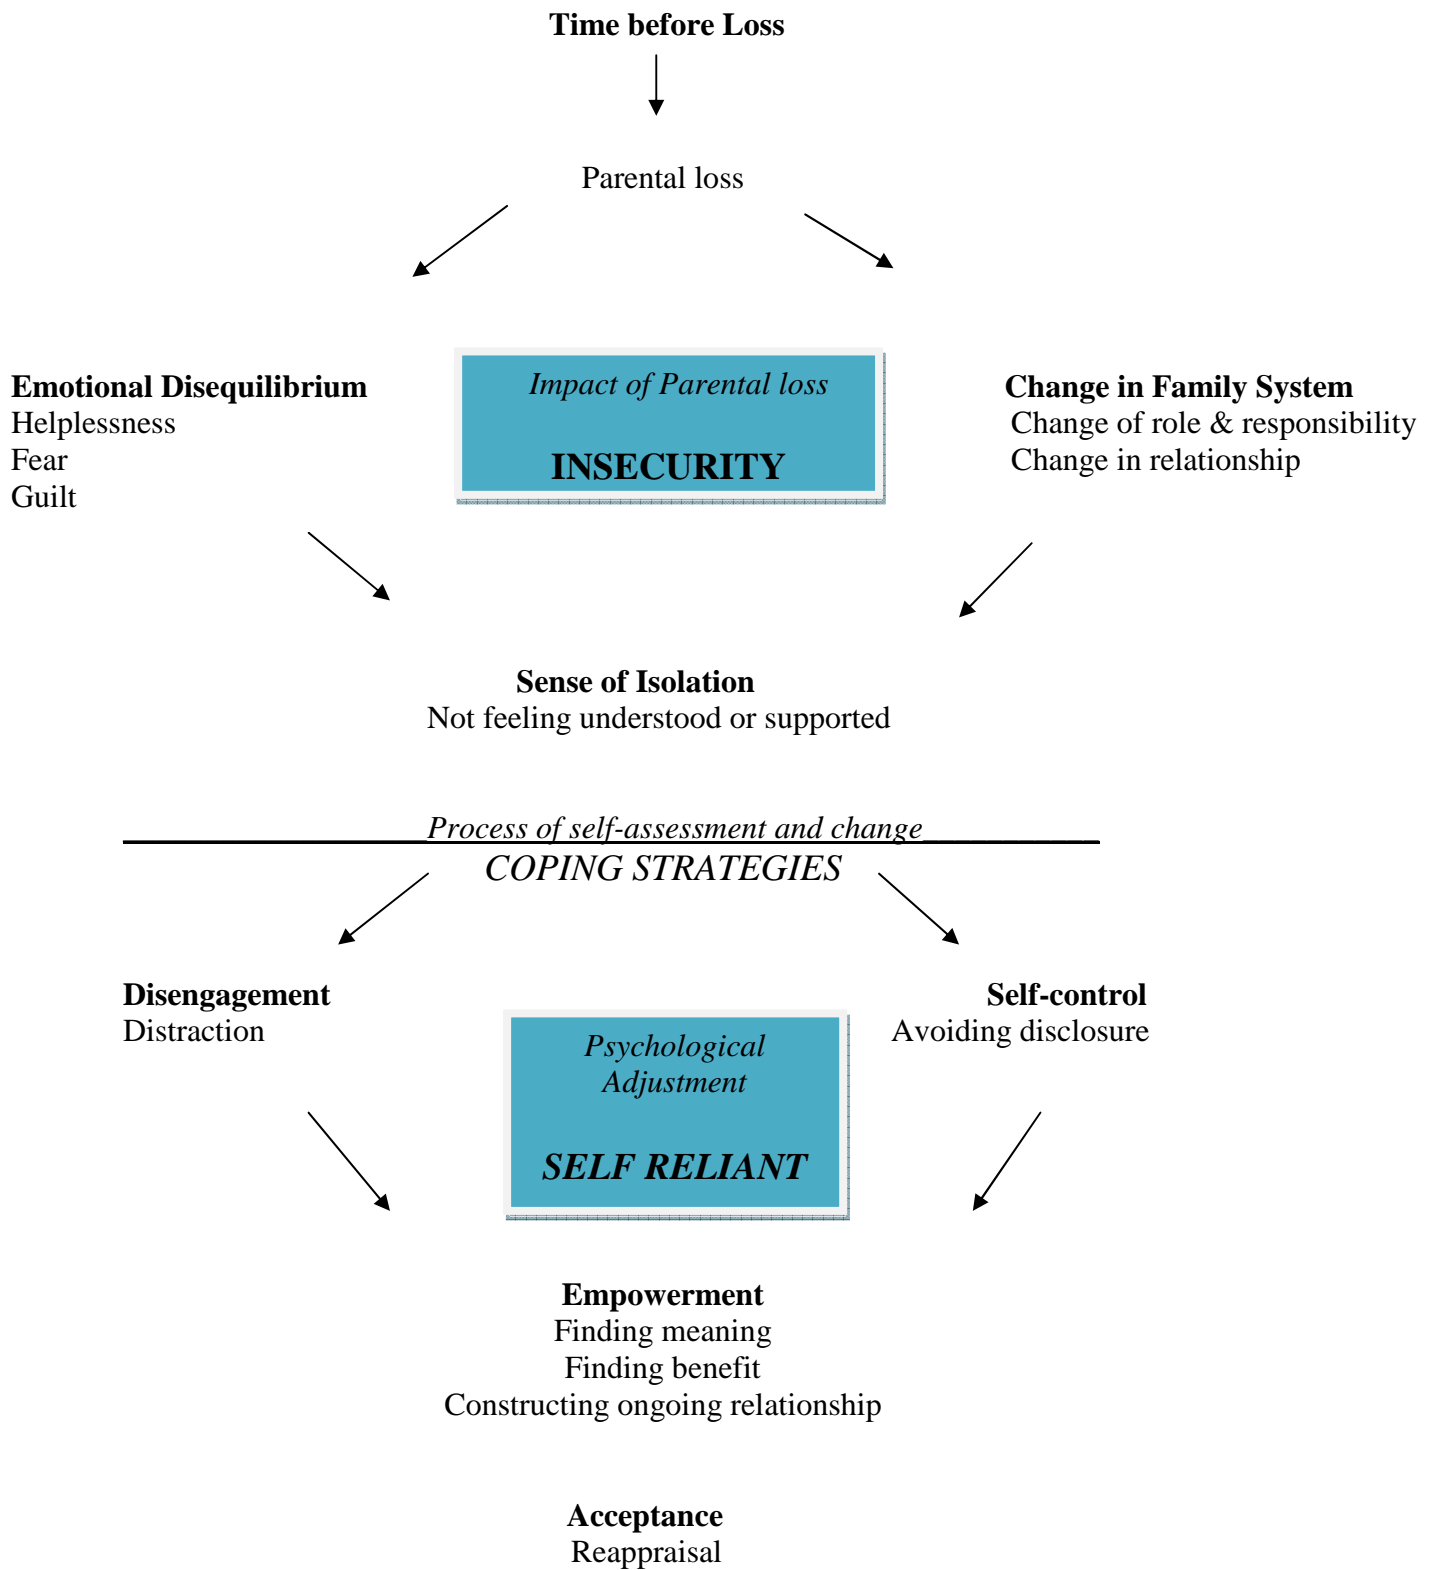 Time before Loss
Parental loss
Emotional Disequilibrium
Helplessness
Fear
Guilt
Impact of Parental loss
INSECURITY
Change in Family System
Change of role & responsibility
Change in relationship
Sense of Isolation
Not feeling understood or supported
Process of self-assessment and change
COPING STRATEGIES
Disengagement
Distraction
Psychological
Adjustment
SELF RELIANT
Self-control
Avoiding disclosure
Empowerment
Finding meaning
Finding benefit
Constructing ongoing relationship
Acceptance
Reappraisal